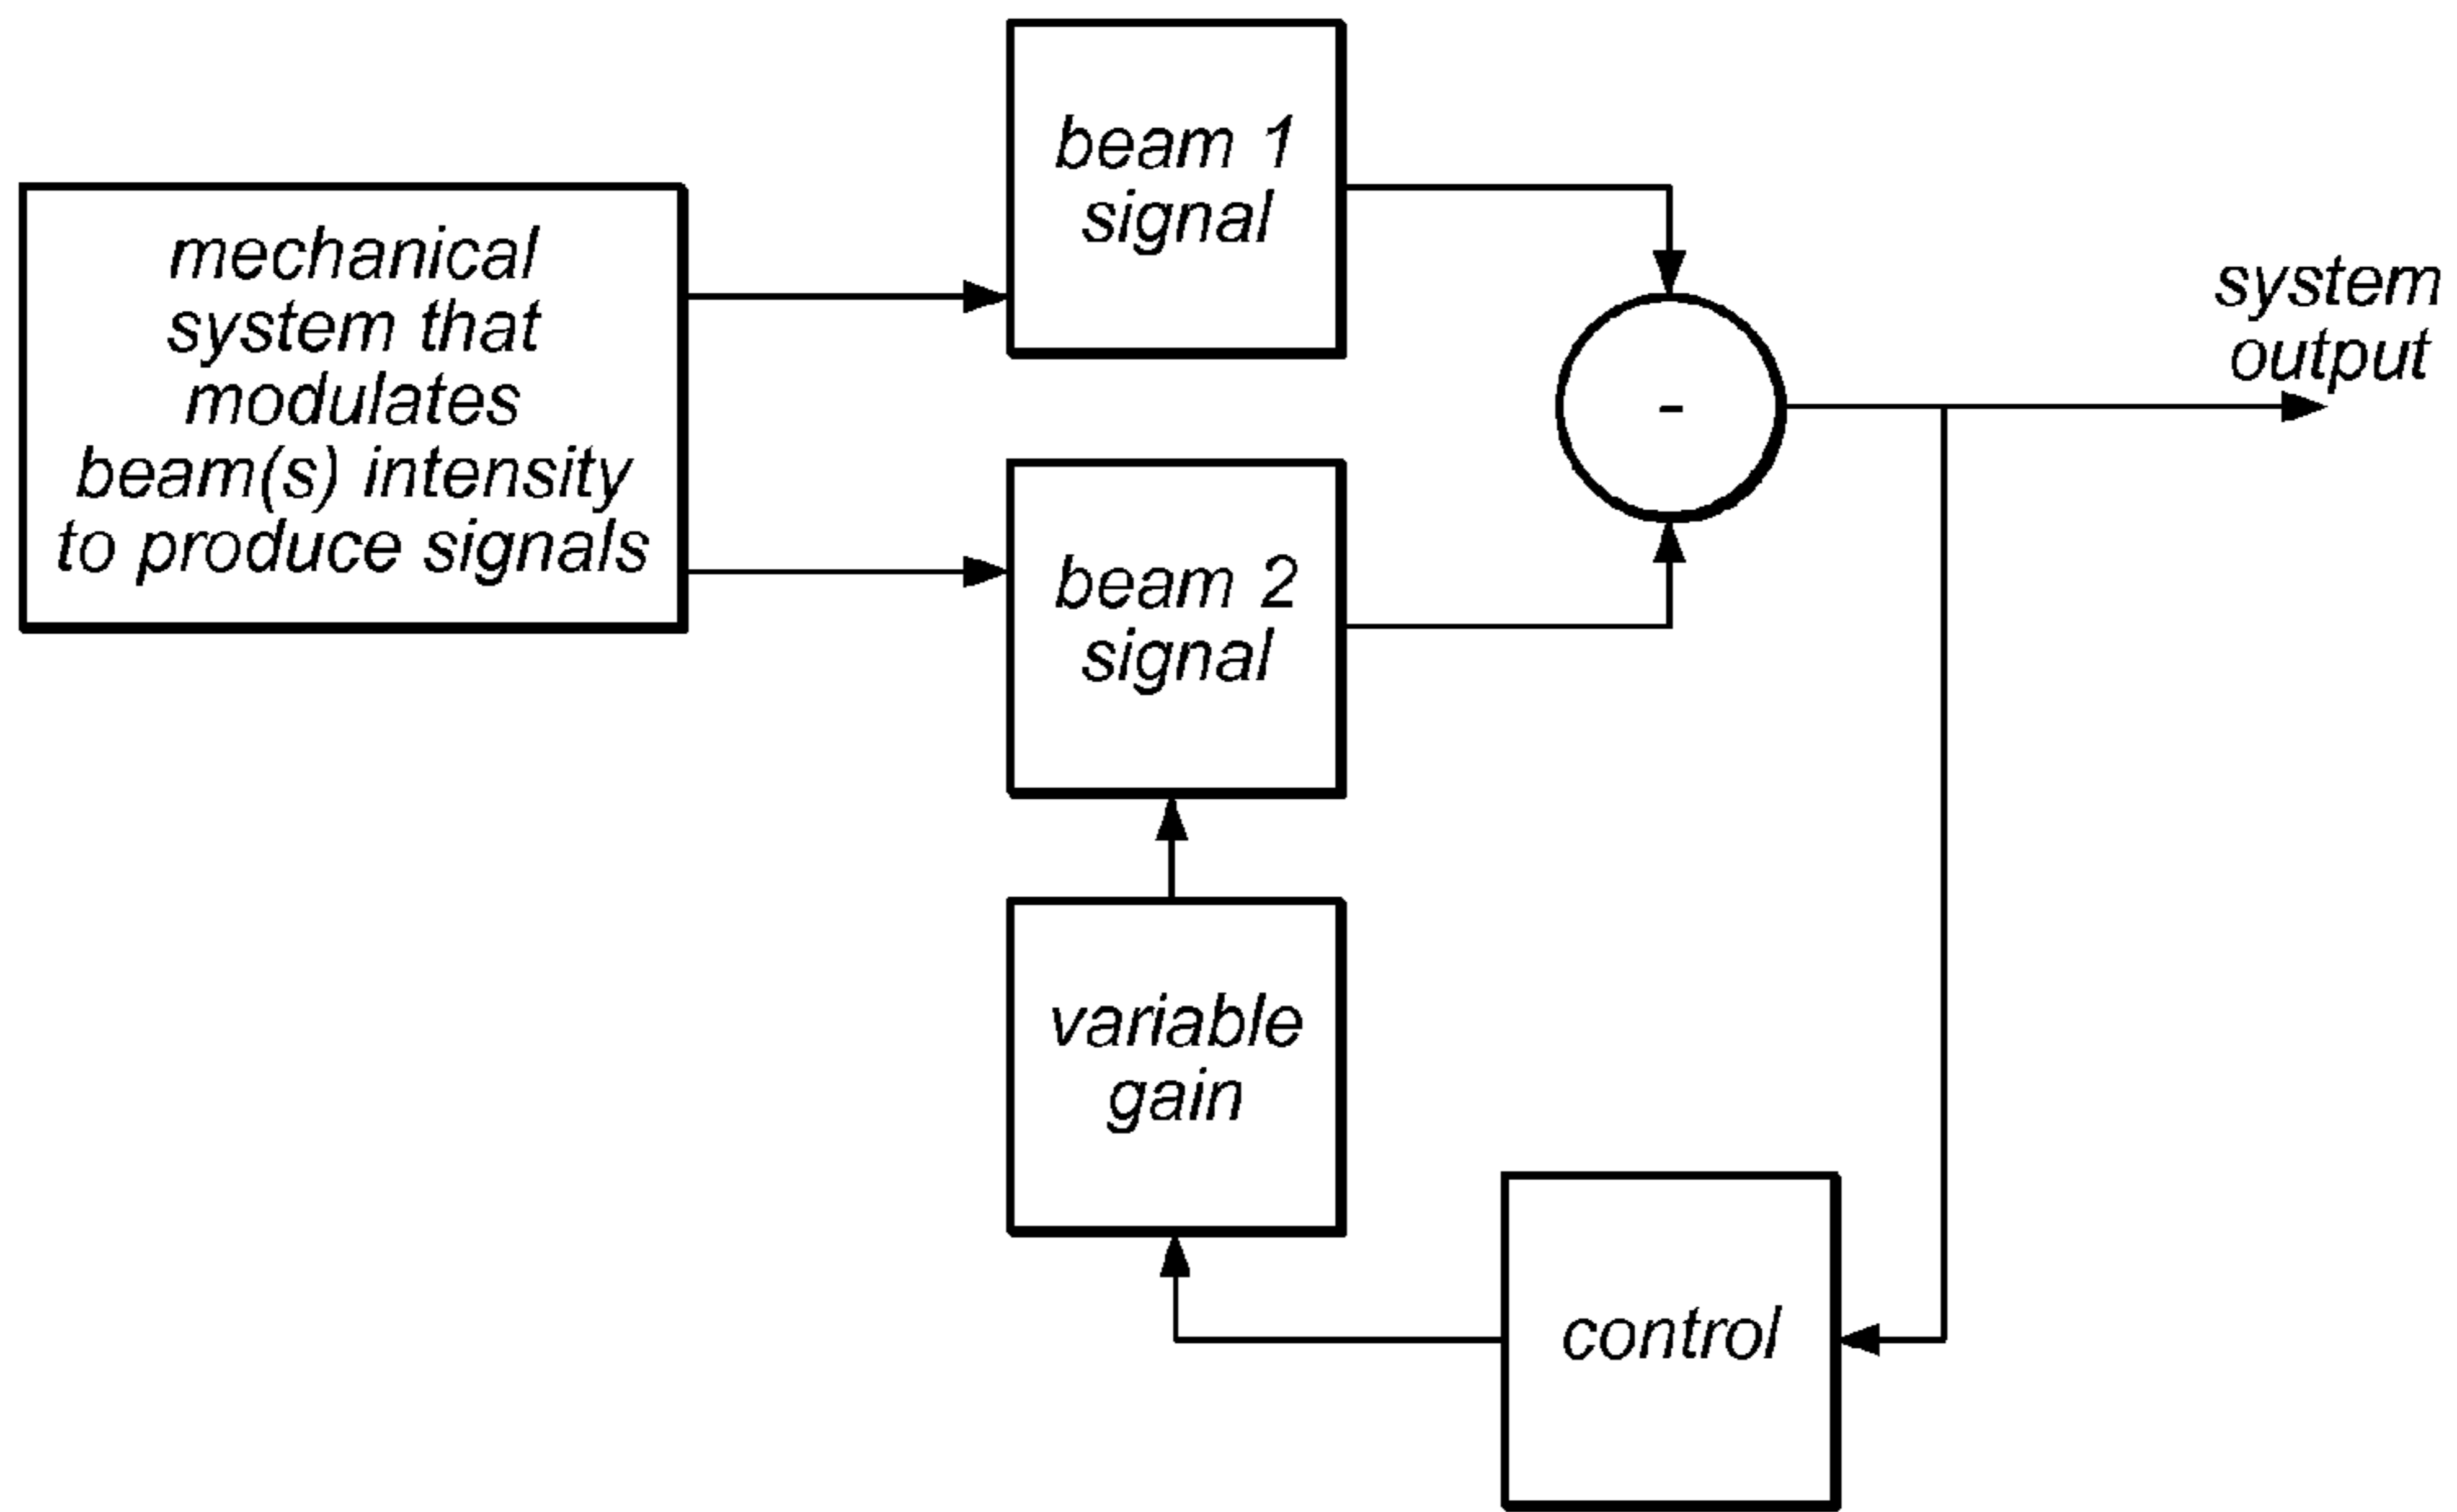 mechanical
system that
modulates
beam(s) intensity
to produce signals
beam 1
signal
beam 2
signal
-
system
output
variable
gain
control